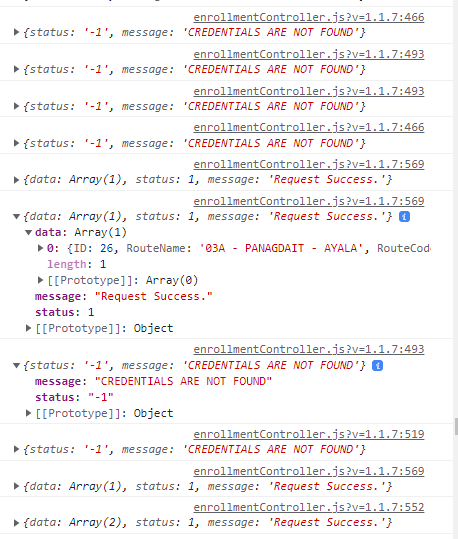 enrollmentController.js?v=1.1.7:466
{status: '-1', message: 'CREDENTIALS ARE NOT FOUND'}
enrollmentController.js?v=1.1.7:493
{status: '-1', message: 'CREDENTIALS ARE NOT FOUND'}
enrollmentController.js?v=1.1.7:493
{status: '-1', message: 'CREDENTIALS ARE NOT FOUND'}
enrollmentController.js?v=1.1.7:466
{status: '-1', message: 'CREDENTIALS ARE NOT FOUND'}
enrollmentController.js?v=1.1.7:569
{data: Array(1), status: 1, message: 'Request Success.'}
enrollmentController.js?v=1.1.7:569
{data: Array(1), status: 1, message: 'Request Success.'} i
data: Array(1)
0: {ID: 26, RouteName: '03A - PANAGDAIT - AYALA', RouteCod
length: 1
[[Prototype]]: Array(0)
message: "Request Success."
status: 1
[[Prototype]]: Object
enrollmentController.js?v=1.1.7:493
{status: '-1', message: 'CREDENTIALS ARE NOT FOUND'} i
message: "CREDENTIALS ARE NOT FOUND"
status: "-1"
[[Prototype]]: Object
enrollmentController.js?v=1.1.7:519
{status: '-1', message: 'CREDENTIALS ARE NOT FOUND'}
enrollmentController.js?v=1.1.7:569
{data: Array(1), status: 1, message: 'Request Success.'}
enrollmentController.js?v=1.1.7:552
{data: Array(2), status: 1, message: 'Request Success.'}